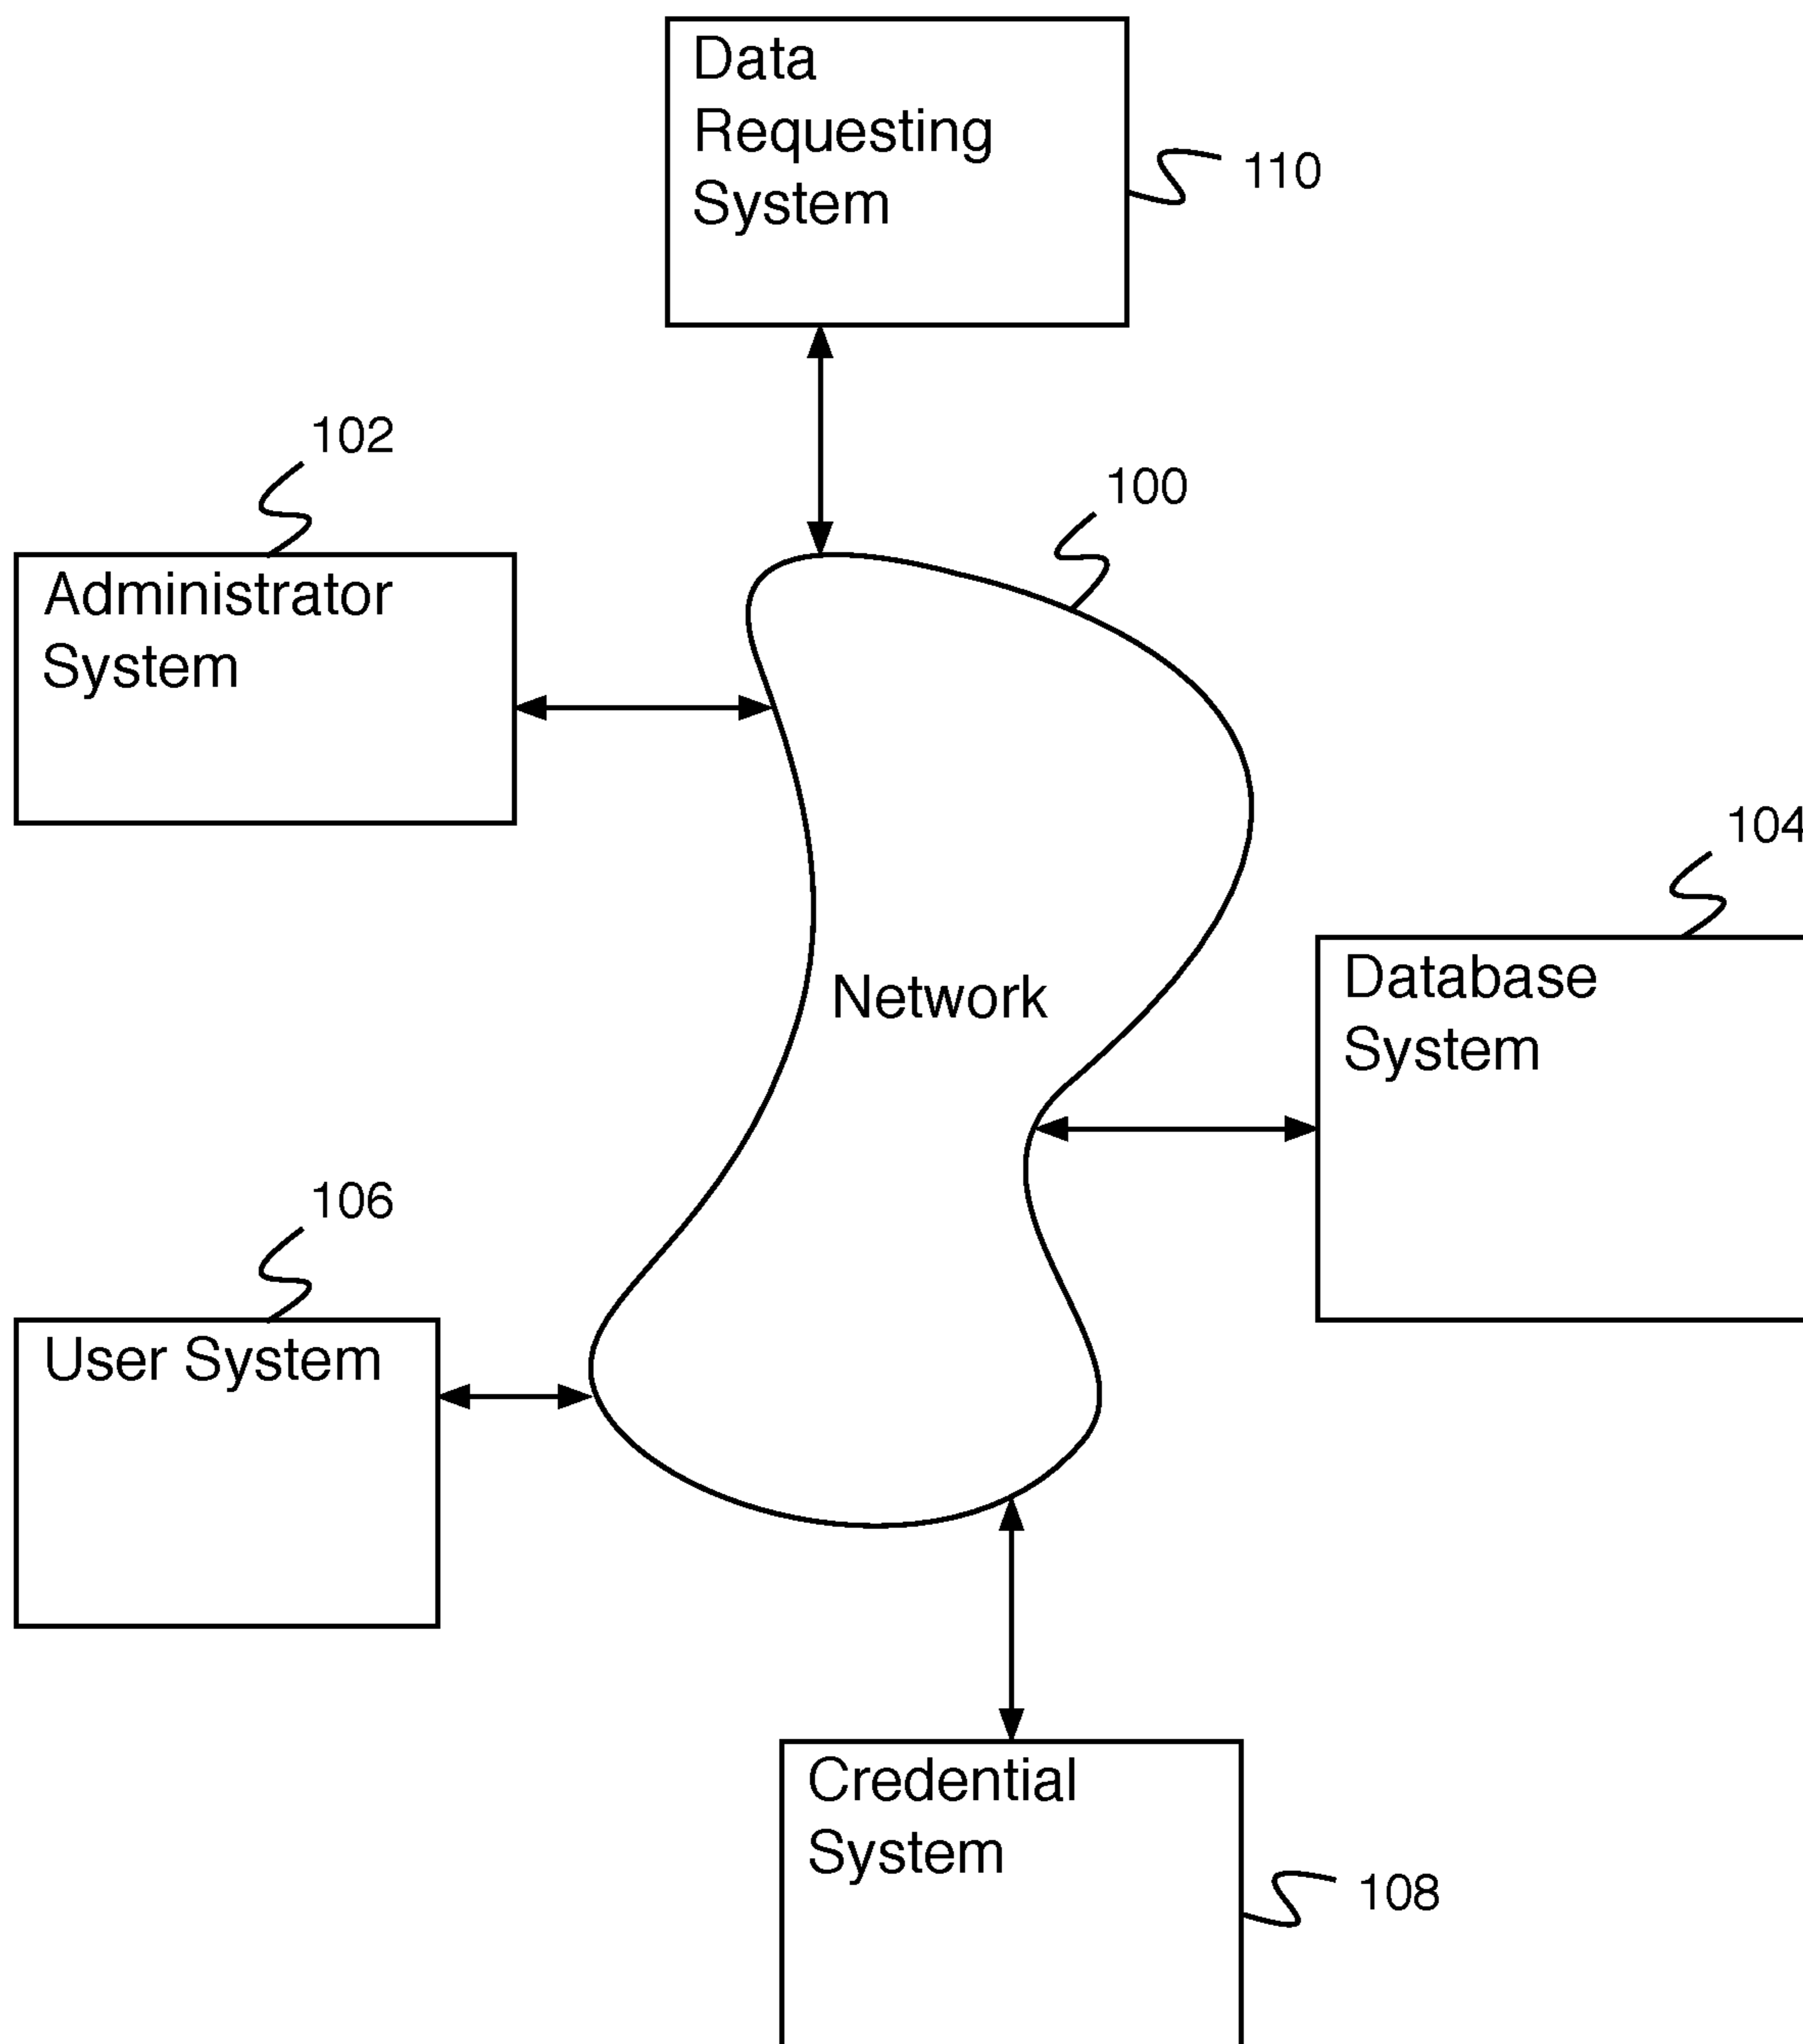 Data
Requesting
System
110
102
100
Administrator
System
104
Network
Database
System
106
User System
Credential
System
108